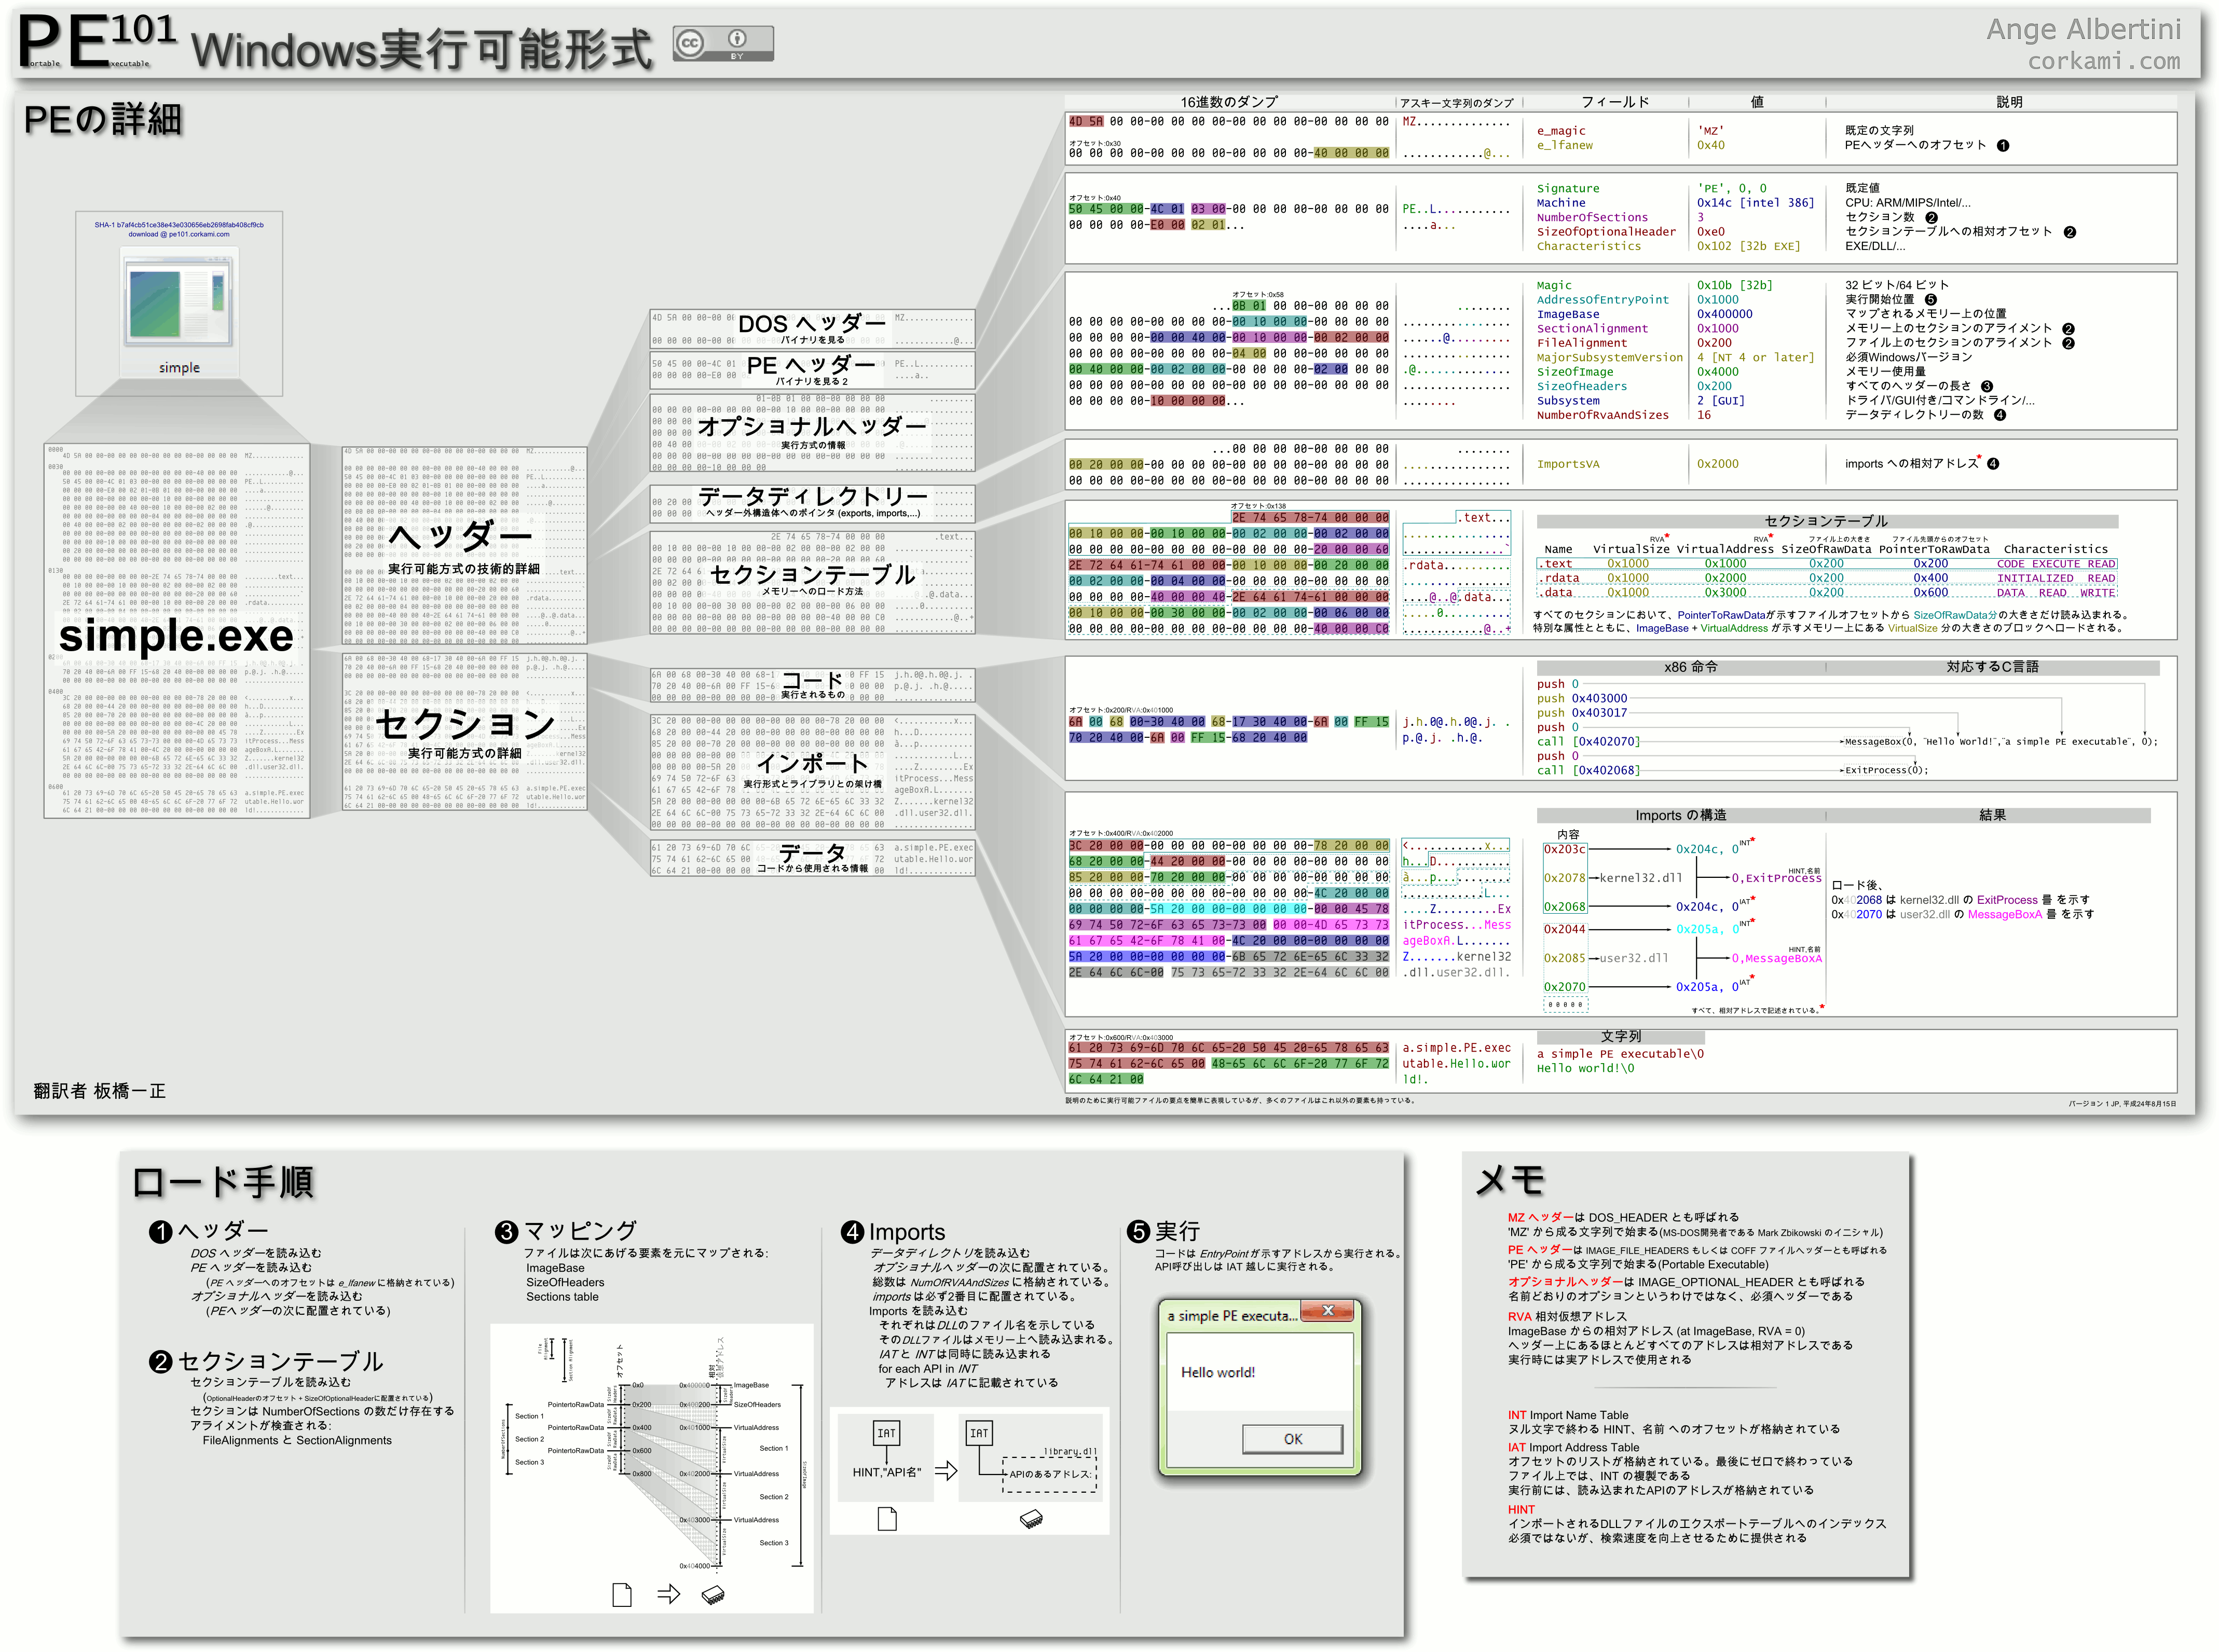 PE101 Windows実行可能形式
Portable Executable
BY
Ange Albertini
corkami.com
PEの詳細
SHA-1 b7af4cb51ce38e43e030656eb2698fab408cf9cb
download @ pe101.corkami.com
simple
simple.exe
ヘッダー
実行可能方式の技術的詳細
セクション
実行可能方式の詳細
DOS ヘッダー
バイナリを見る
PE ヘッダー
バイナリを見る 2
オプショナルヘッダー
実行方式の情報
データディレクトリー
ヘッダー外構造体へのポインタ (exports, imports,...)
セクションテーブル
メモリーへのロード方法
コード
実行されるもの
インポート
実行形式とライブラリとの架け橋
データ
コードから使用される情報
翻訳者 板橋一正
16進数のダンプ アスキー文字列のダンプ フィールド 値 説明
4D 5A 00 00-00 00 00 00-00 00 00 00-00 00 00 00 MZ..............
オフセット:0x30
00 00 00 00-00 00 00 00-00 00 00 00-40 00 00 00 ............@...
e_magic 'MZ' 既定の文字列
e_lfanew 0x40 PEヘッダーへのオフセット 1
オフセット:0x40
50 45 00 00-4C 01 03 00-00 00 00 00-00 00 00 00 PE..L...........
00 00 00 00-E0 00 02 01... ....a...
Signature 'PE', 0, 0 既定値
Machine 0x14c [intel 386] CPU: ARM/MIPS/Intel/...
NumberOfSections 3 セクション数 2
SizeOfOptionalHeader 0xe0 セクションテーブルへの相対オフセット 2
Characteristics 0x102 [32b EXE] EXE/DLL/...
オフセット:0x58
...0B 01 00 00-00 00 00 00
00 00 00 00-00 00 00 00-00 10 00 00-00 00 00 00
00 00 00 00-00 00 40 00-00 10 00 00-00 02 00 00
00 00 00 00-00 00 00 00-04 00 00 00-00 00 00 00
00 40 00 00-00 02 00 00-00 00 00 00-02 00 00 00
00 00 00 00-00 00 00 00-00 00 00 00-00 00 00 00
00 00 00 00-10 00 00 00...
Magic 0x10b [32b] 32 ビット/64 ビット
AddressOfEntryPoint 0x1000 実行開始位置 5
ImageBase 0x400000 マップされるメモリー上の位置
SectionAlignment 0x1000 メモリー上のセクションのアライメント 2
FileAlignment 0x200 ファイル上のセクションのアライメント 2
MajorSubsystemVersion 4 [NT 4 or later] 必須Windowsバージョン
SizeOfImage 0x4000 メモリー使用量
SizeOfHeaders 0x200 すべてのヘッダーの長さ 3
Subsystem 2 [GUI] ドライバ/GUI付き/コマンドライン/...
NumberOfRvaAndSizes 16 データディレクトリーの数 4
...00 00 00 00-00 00 00 00
00 20 00 00-00 00 00 00-00 00 00 00-00 00 00 00
00 00 00 00-00 00 00 00-00 00 00 00-00 00 00 00
ImportsVA 0x2000 imports への相対アドレス* 4
オフセット:0x138
2E 74 65 78-74 00 00 00 .text...
00 10 00 00-00 10 00 00-00 02 00 00-00 02 00 00
00 00 00 00-00 00 00 00-00 00 00 00-20 00 00 60
2E 72 64 61-74 61 00 00-00 10 00 00-00 20 00 00 .rdata..........
00 02 00 00-00 04 00 00-00 00 00 00-00 00 00 00
00 00 00 00-40 00 00 40-2E 64 61 74-61 00 00 00 ....@..@.data...
00 10 00 00-00 30 00 00-00 02 00 00-00 06 00 00
00 00 00 00-00 00 00 00-00 00 00 00-40 00 00 C0
セクションテーブル
RVA* RVA* ファイル上の大きさ ファイル先頭からのオフセット
Name VirtualSize VirtualAddress SizeOfRawData PointerToRawData Characteristics
.text 0x1000 0x1000 0x200 0x200 CODE EXECUTE READ
.rdata 0x1000 0x2000 0x200 0x400 INITIALIZED READ
.data 0x1000 0x3000 0x200 0x600 DATA READ WRITE
すべてのセクションにおいて、PointerToRawDataが示すファイルオフセットから SizeOfRawData分の大きさだけ読み込まれる。
特別な属性とともに、ImageBase + VirtualAddress が示すメモリー上にある VirtualSize 分の大きさのブロックへロードされる。
オフセット:0x200/RVA:0x401000
6A 00 68 00-30 40 00 68-17 30 40 00-6A 00 FF 15 j.h.0@.h.0@.j. .
70 20 40 00-6A 00 FF 15-68 20 40 00 p.@.j. .h.@.
x86 命令 対応するC言語
push 0
push 0x403000
push 0x403017
push 0
call [0x402070] MessageBox(0, "Hello World!","a simple PE executable", 0);
push 0
call [0x402068] ExitProcess(0);
オフセット:0x400/RVA:0x402000
3C 20 00 00-00 00 00 00-00 00 00 00-78 20 00 00 <...........x...
68 20 00 00-44 20 00 00-00 00 00 00-00 00 00 00 h...D...........
85 20 00 00-70 20 00 00-00 00 00 00-00 00 00 00 à...p...........
00 00 00 00-00 00 00 00-00 00 00 00-4C 20 00 00 ............L...
00 00 00 00-5A 20 00 00-00 00 00 00-00 00 45 78 ....Z.........Ex
69 74 50 72-6F 63 65 73-73 00 00 00-4D 65 73 73 itProcess...Mess
61 67 65 42-6F 78 41 00-4C 20 00 00-00 00 00 00 ageBoxA.L.......
5A 20 00 00-00 00 00 00-6B 65 72 6E-65 6C 33 32 Z.......kernel32
2E 64 6C 6C-00 75 73 65-72 33 32 2E-64 6C 6C 00 .dll.user32.dll.
Imports の構造 結果
内容
0x203c 0x204c, 0 INT*
0x2078 kernel32.dll 0,ExitProcess HINT,名前
0x2068 0x204c, 0 IAT*
0x2044 0x205a, 0 INT*
0x2085 user32.dll 0,MessageBoxA HINT,名前
0x2070 0x205a, 0 IAT*
0 0 0 0 0
すべて、相対アドレスで記述されている。*
ロード後、
0x402068 は kernel32.dll の ExitProcess 量 を示す
0x402070 は user32.dll の MessageBoxA 量 を示す
オフセット:0x600/RVA:0x403000
61 20 73 69-6D 70 6C 65-20 50 45 20-65 78 65 63 a.simple.PE.exec
75 74 61 62-6C 65 00 48-65 6C 6C 6F-20 77 6F 72 utable.Hello.wor
6C 64 21 00 ld!.
文字列
a simple PE executable\0
Hello world!\0
説明のために実行可能ファイルの要点を簡単に表現しているが、多くのファイルはこれ以外の要素も持っている。
バージョン 1 JP, 平成24年8月15日
ロード手順
1 ヘッダー
DOS ヘッダーを読み込む
PE ヘッダーを読み込む
(PE ヘッダーへのオフセットは e_lfanew に格納されている)
オプショナルヘッダーを読み込む
(PEヘッダーの次に配置されている)
2 セクションテーブル
セクションテーブルを読み込む
(OptionalHeaderのオフセット + SizeOfOptionalHeaderに配置されている)
セクションは NumberOfSections の数だけ存在する
アライメントが検査される:
FileAlignments と SectionAlignments
3 マッピング
ファイルは次にあげる要素を元にマップされる:
ImageBase
SizeOfHeaders
Sections table
File Alignment
Section Alignment
オフセット
相対仮想アドレス
0x0 0x400000 ImageBase
PointertoRawData 0x200 0x400200 SizeOfHeaders
Section 1
PointertoRawData 0x400 0x401000 VirtualAddress
Section 2 Section 1
PointertoRawData 0x600
Section 3
0x800 0x402000 VirtualAddress
Section 2
0x403000 VirtualAddress
Section 3
0x404000
NumberOfSections
SizeOfImage
4 Imports
データディレクトリを読み込む
オプショナルヘッダーの次に配置されている。
総数は NumOfRVAAndSizes に格納されている。
imports は必ず2番目に配置されている。
Imports を読み込む
それぞれはDLLのファイル名を示している
そのDLLファイルはメモリー上へ読み込まれる。
IATと INTは同時に読み込まれる
for each API in INT
アドレスは IATに記載されている
IAT IAT
library.dll
HINT,"API名" APIのあるアドレス:
5 実行
コードは EntryPointが示すアドレスから実行される。
API呼び出しは IAT 越しに実行される。
a simple PE executa...
Hello world!
OK
メモ
MZ ヘッダーは DOS_HEADER とも呼ばれる
'MZ' から成る文字列で始まる(MS-DOS開発者である Mark Zbikowski のイニシャル)
PE ヘッダーは IMAGE_FILE_HEADERS もしくは COFF ファイルヘッダーとも呼ばれる
'PE' から成る文字列で始まる(Portable Executable)
オプショナルヘッダーは IMAGE_OPTIONAL_HEADER とも呼ばれる
名前どおりのオプションというわけではなく、必須ヘッダーである
RVA 相対仮想アドレス
ImageBase からの相対アドレス (at ImageBase, RVA = 0)
ヘッダー上にあるほとんどすべてのアドレスは相対アドレスである
実行時には実アドレスで使用される
INT Import Name Table
ヌル文字で終わる HINT、名前 へのオフセットが格納されている
IAT Import Address Table
オフセットのリストが格納されている。最後にゼロで終わっている
ファイル上では、INT の複製である
実行前には、読み込まれたAPIのアドレスが格納されている
HINT
インポートされるDLLファイルのエクスポートテーブルへのインデックス
必須ではないが、検索速度を向上させるために提供される